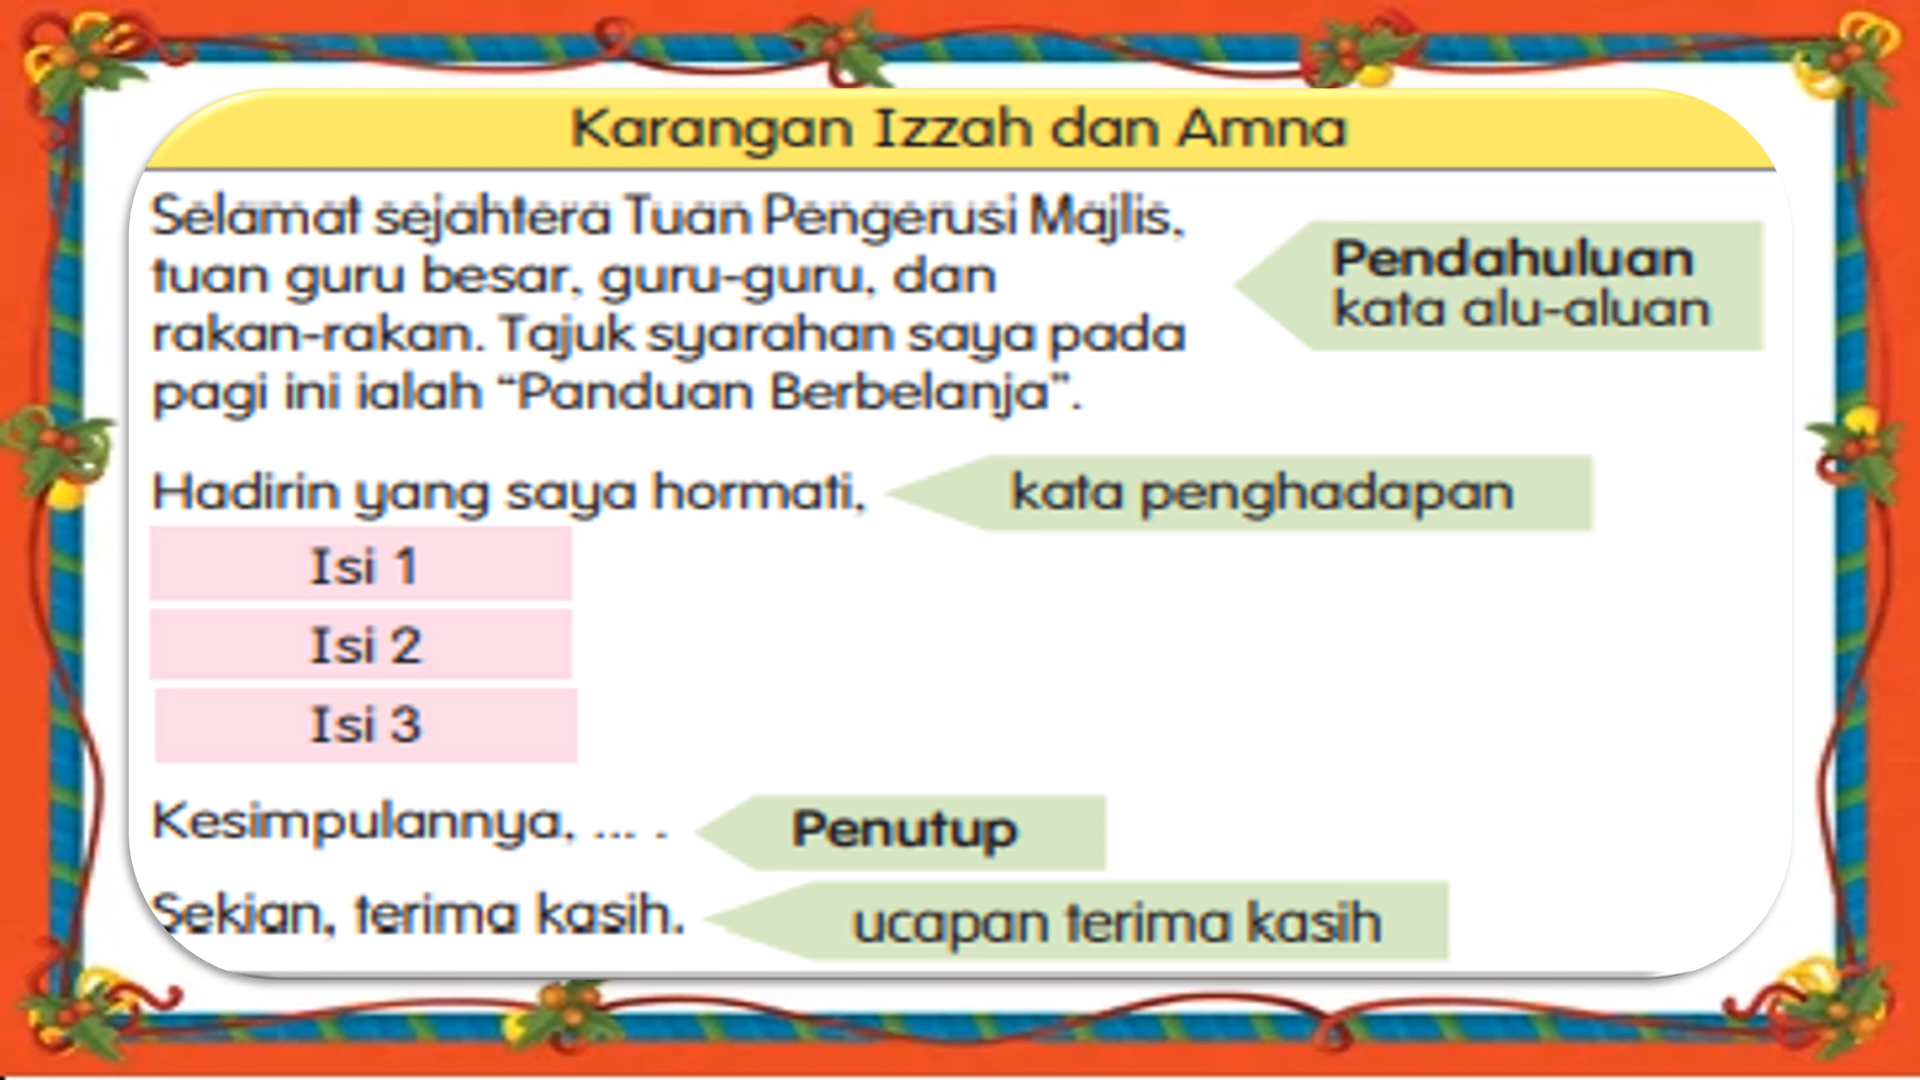 Karangan Izzah dan Amna
Selamat sejahtera Tuan Pengerusi Majlis,
tuan guru besar, guru-guru, dan
rakan-rakan. Tajuk syarahan saya pada
pagi ini ialah “Panduan Berbelanja”.
Pendahuluan
kata alu-aluan
Hadirin yang saya hormati,
kata penghadapan
Isi 1
Isi 2
Isi 3
Kesimpulannya, ... .
Penutup
Sekian, terima kasih.
ucapan terima kasih